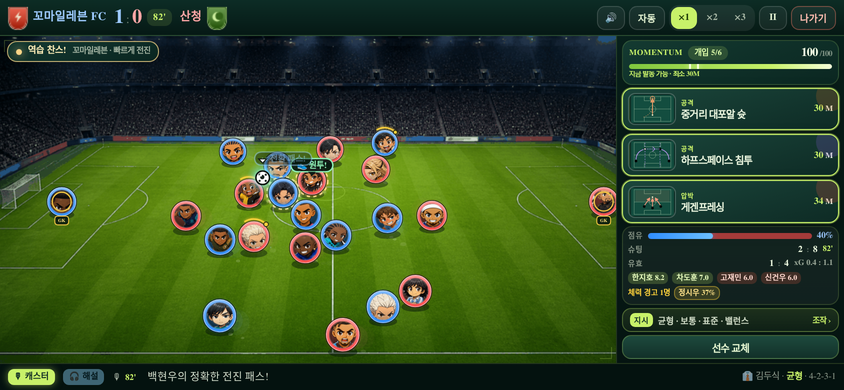 꼬마일레븐 FC 1 : 0 82' 산청
자동 ×1 ×2 ×3 II 나가기
역습 찬스! 꼬마일레븐 · 빠르게 전진
원투!
GK
GK
MOMENTUM 개입 5/6 100/100
지금 발동 가능 · 최소 30M
공격
중거리 대포알 슛 30 M
공격
하프스페이스 침투 30 M
압박
게겐프레싱 34 M
점유 40%
슈팅 2 : 8 82'
유효 1 : 4 xG 0.4 : 1.1
한지호 8.2 차도훈 7.0 고재민 6.0 신건우 6.0
체력 경고 1명 정시우 37%
지시 균형 · 보통 · 표준 · 밸런스 조작 ›
선수 교체
캐스터 해설 82' 백현우의 정확한 전진 패스!
김두식 · 균형 · 4-2-3-1